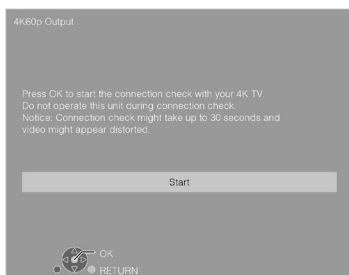 4K60p Output
Press OK to start the connection check with your 4K TV.
Do not operate this unit during connection check.
Notice: Connection check might take up to 30 seconds and
video might appear distorted.
Start
OK
RETURN